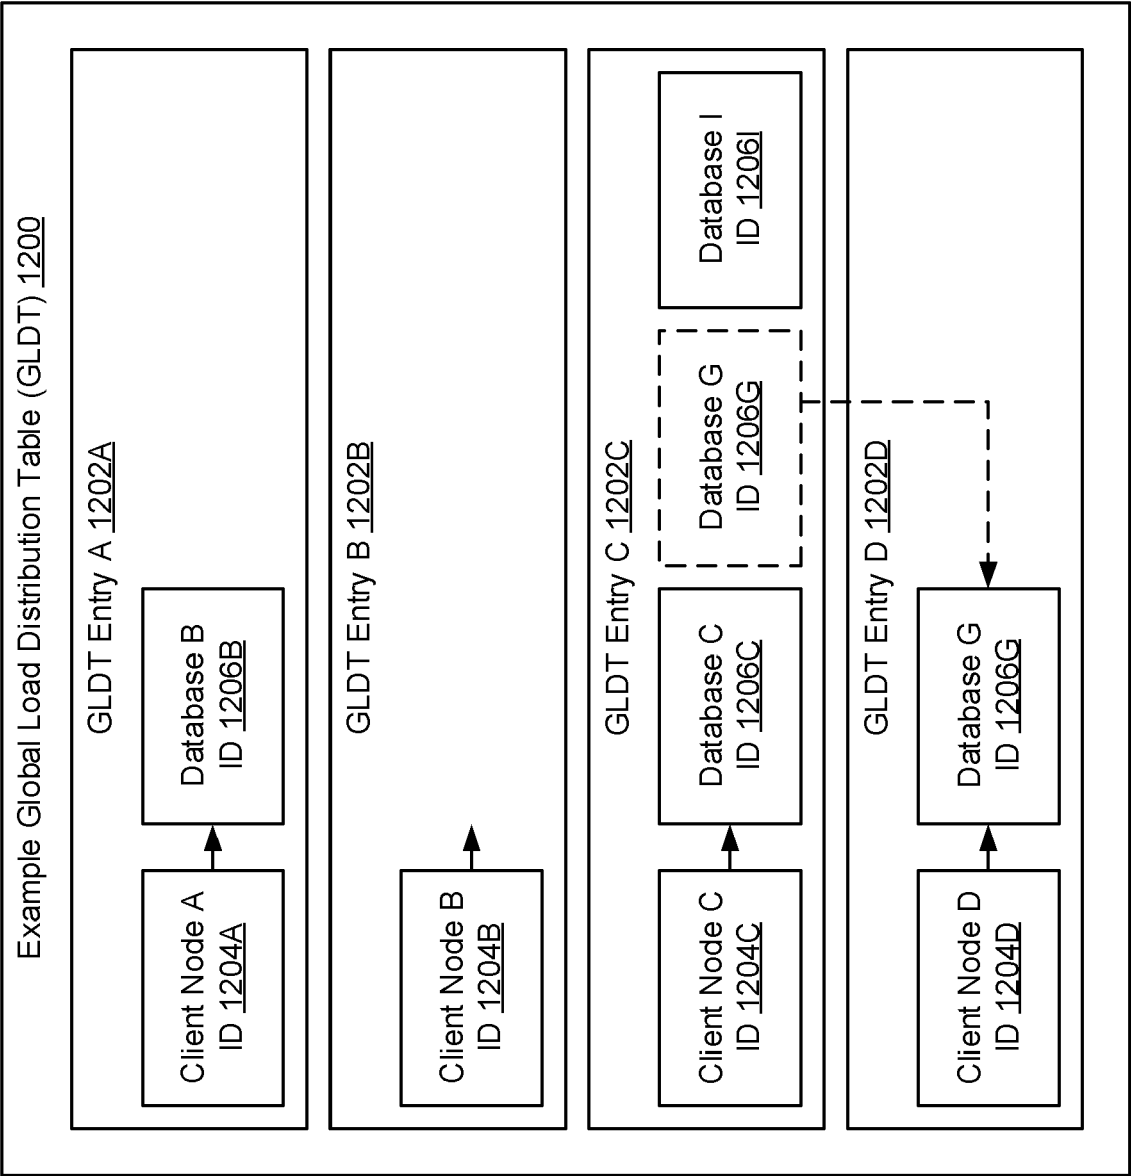 Example Global Load Distribution Table (GLDT) 1200
GLDT Entry A 1202A
Client Node A
ID 1204A
Database B
ID 1206B
GLDT Entry B 1202B
Client Node B
ID 1204B
GLDT Entry C 1202C
Client Node C
ID 1204C
Database C
ID 1206C
Database G
ID 1206G
Database I
ID 1206I
GLDT Entry D 1202D
Client Node D
ID 1204D
Database G
ID 1206G